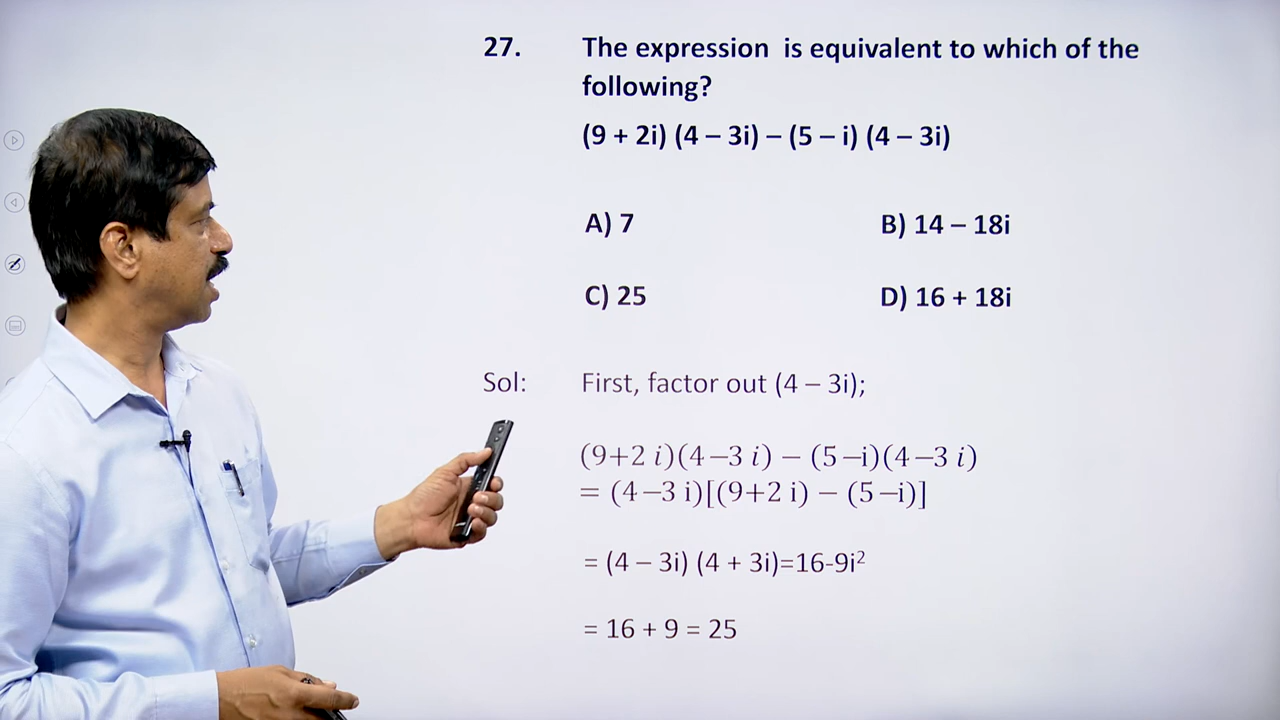 27. The expression is equivalent to which of the
following?
(9 + 2i) (4 – 3i) – (5 – i) (4 – 3i)
A) 7 B) 14 – 18i
C) 25 D) 16 + 18i
Sol: First, factor out (4 – 3i);
(9+2 i)(4−3 i) − (5−i)(4−3 i)
= (4−3 i)[(9+2 i) − (5−i)]
= (4 – 3i) (4 + 3i)=16-9i²
= 16 + 9 = 25